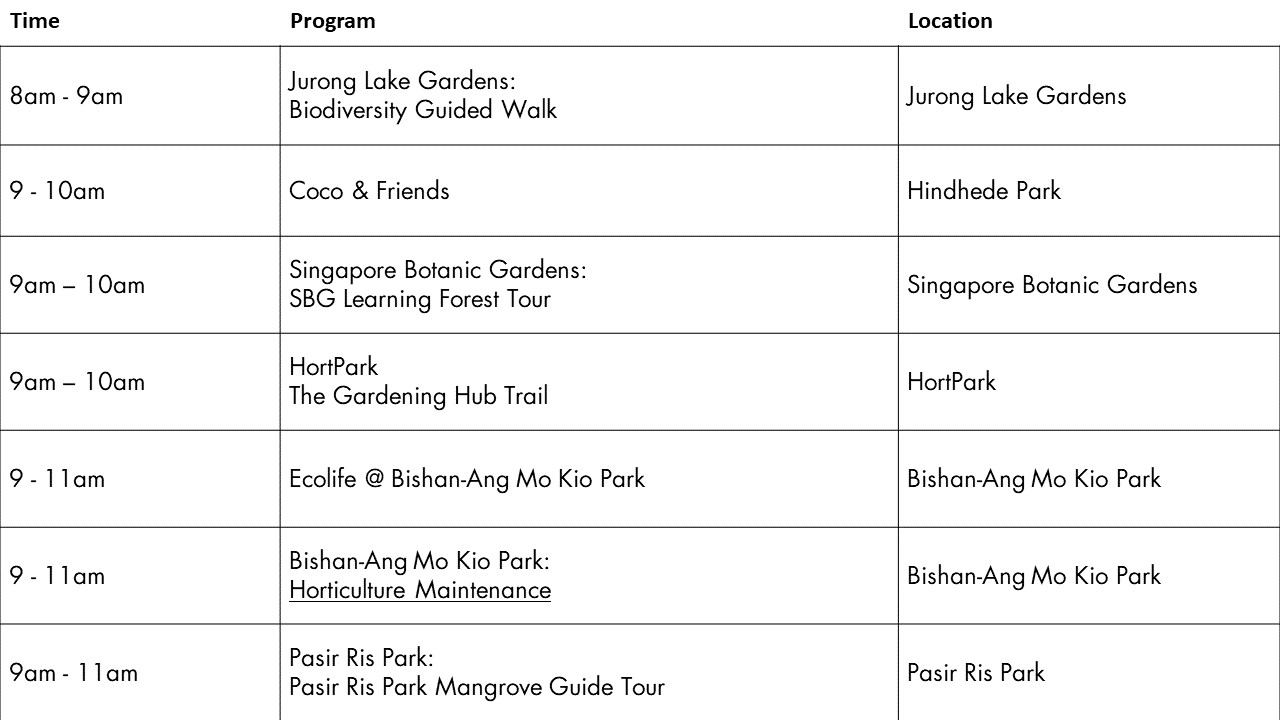 Time Program Location
8am - 9am Jurong Lake Gardens: Jurong Lake Gardens
Biodiversity Guided Walk
9 - 10am Coco & Friends Hindhede Park
9am – 10am Singapore Botanic Gardens: Singapore Botanic Gardens
SBG Learning Forest Tour
9am – 10am HortPark HortPark
The Gardening Hub Trail
9 - 11am Ecolife @ Bishan-Ang Mo Kio Park Bishan-Ang Mo Kio Park
9 - 11am Bishan-Ang Mo Kio Park: Bishan-Ang Mo Kio Park
Horticulture Maintenance
9am - 11am Pasir Ris Park: Pasir Ris Park
Pasir Ris Park Mangrove Guide Tour